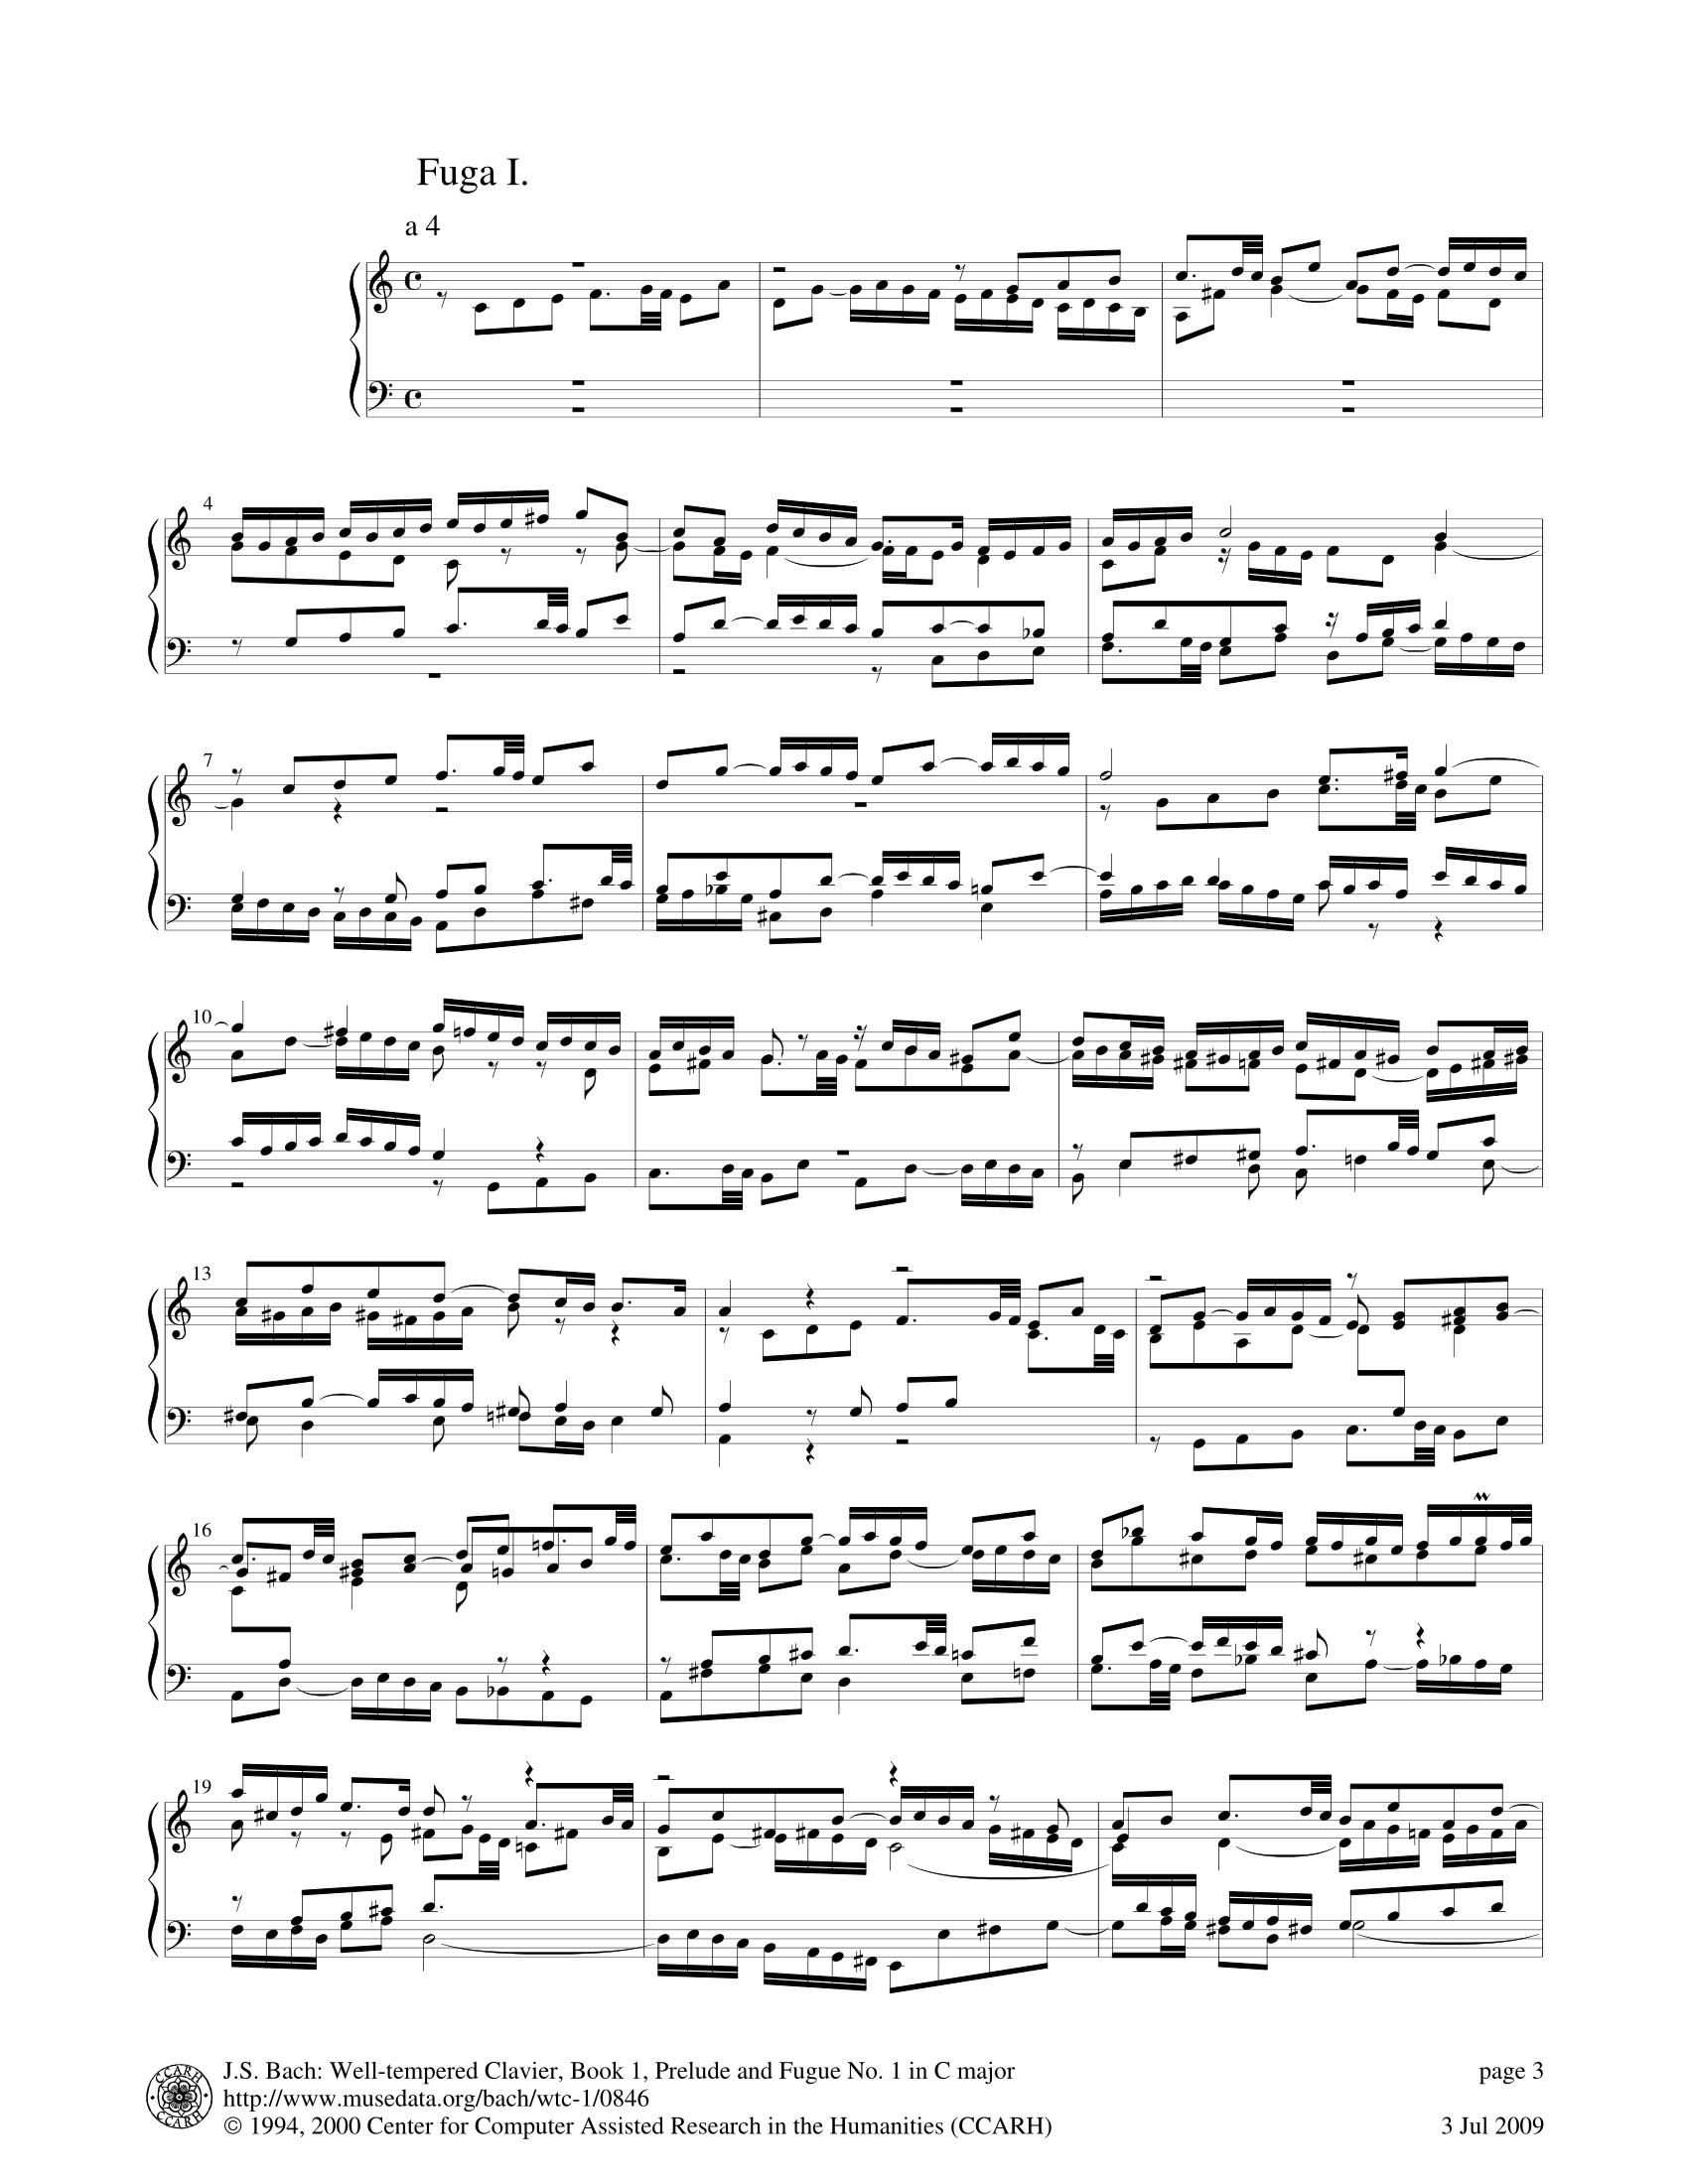 Fuga I.
a 4
4
7
10
13
16
19
CCARH
CCARH
J.S. Bach: Well-tempered Clavier, Book 1, Prelude and Fugue No. 1 in C major page 3
http://www.musedata.org/bach/wtc-1/0846
© 1994, 2000 Center for Computer Assisted Research in the Humanities (CCARH) 3 Jul 2009